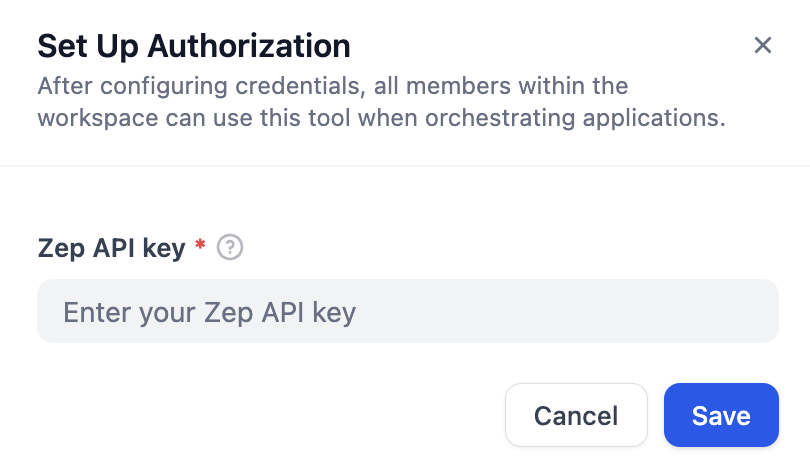 Set Up Authorization
After configuring credentials, all members within the
workspace can use this tool when orchestrating applications.
Zep API key *
Enter your Zep API key
Cancel
Save